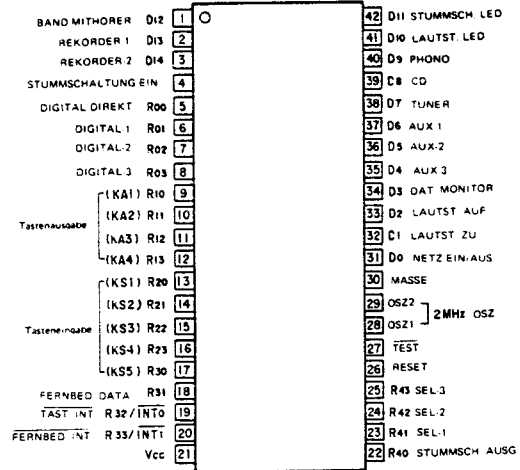 BAND MITHORER D12 1
REKORDER 1 D13 2
REKORDER-2 D14 3
STUMMSCHALTUNG EIN 4
DIGITAL DIREKT R00 5
DIGITAL-1 R01 6
DIGITAL-2 R02 7
DIGITAL-3 R03 8
(KA1) R10 9
(KA2) R11 10
Tastenausgabe
(KA3) R12 11
(KA4) R13 12
(KS1) R20 13
(KS2) R21 14
Tasteneingabe (KS3) R22 15
(KS4) R23 16
(KS5) R30 17
FERNBED DATA R31 18
TAST INT R32/INT0 19
FERNBED INT R33/INT1 20
Vcc 21
42 D11 STUMMSCH. LED
41 D10 LAUTST. LED
40 D9 PHONO
39 C8 CD
38 D7 TUNER
37 D6 AUX 1
36 D5 AUX-2
35 D4 AUX 3
34 D3 DAT MONITOR
33 D2 LAUTST AUF
32 C1 LAUTST ZU
31 D0 NETZ EIN/AUS
30 MASSE
29 OSZ2
2MHz OSZ
28 OSZ1
27 TEST
26 RESET
25 R43 SEL-3
24 R42 SEL-2
23 R41 SEL-1
22 R40 STUMMSCH AUSG